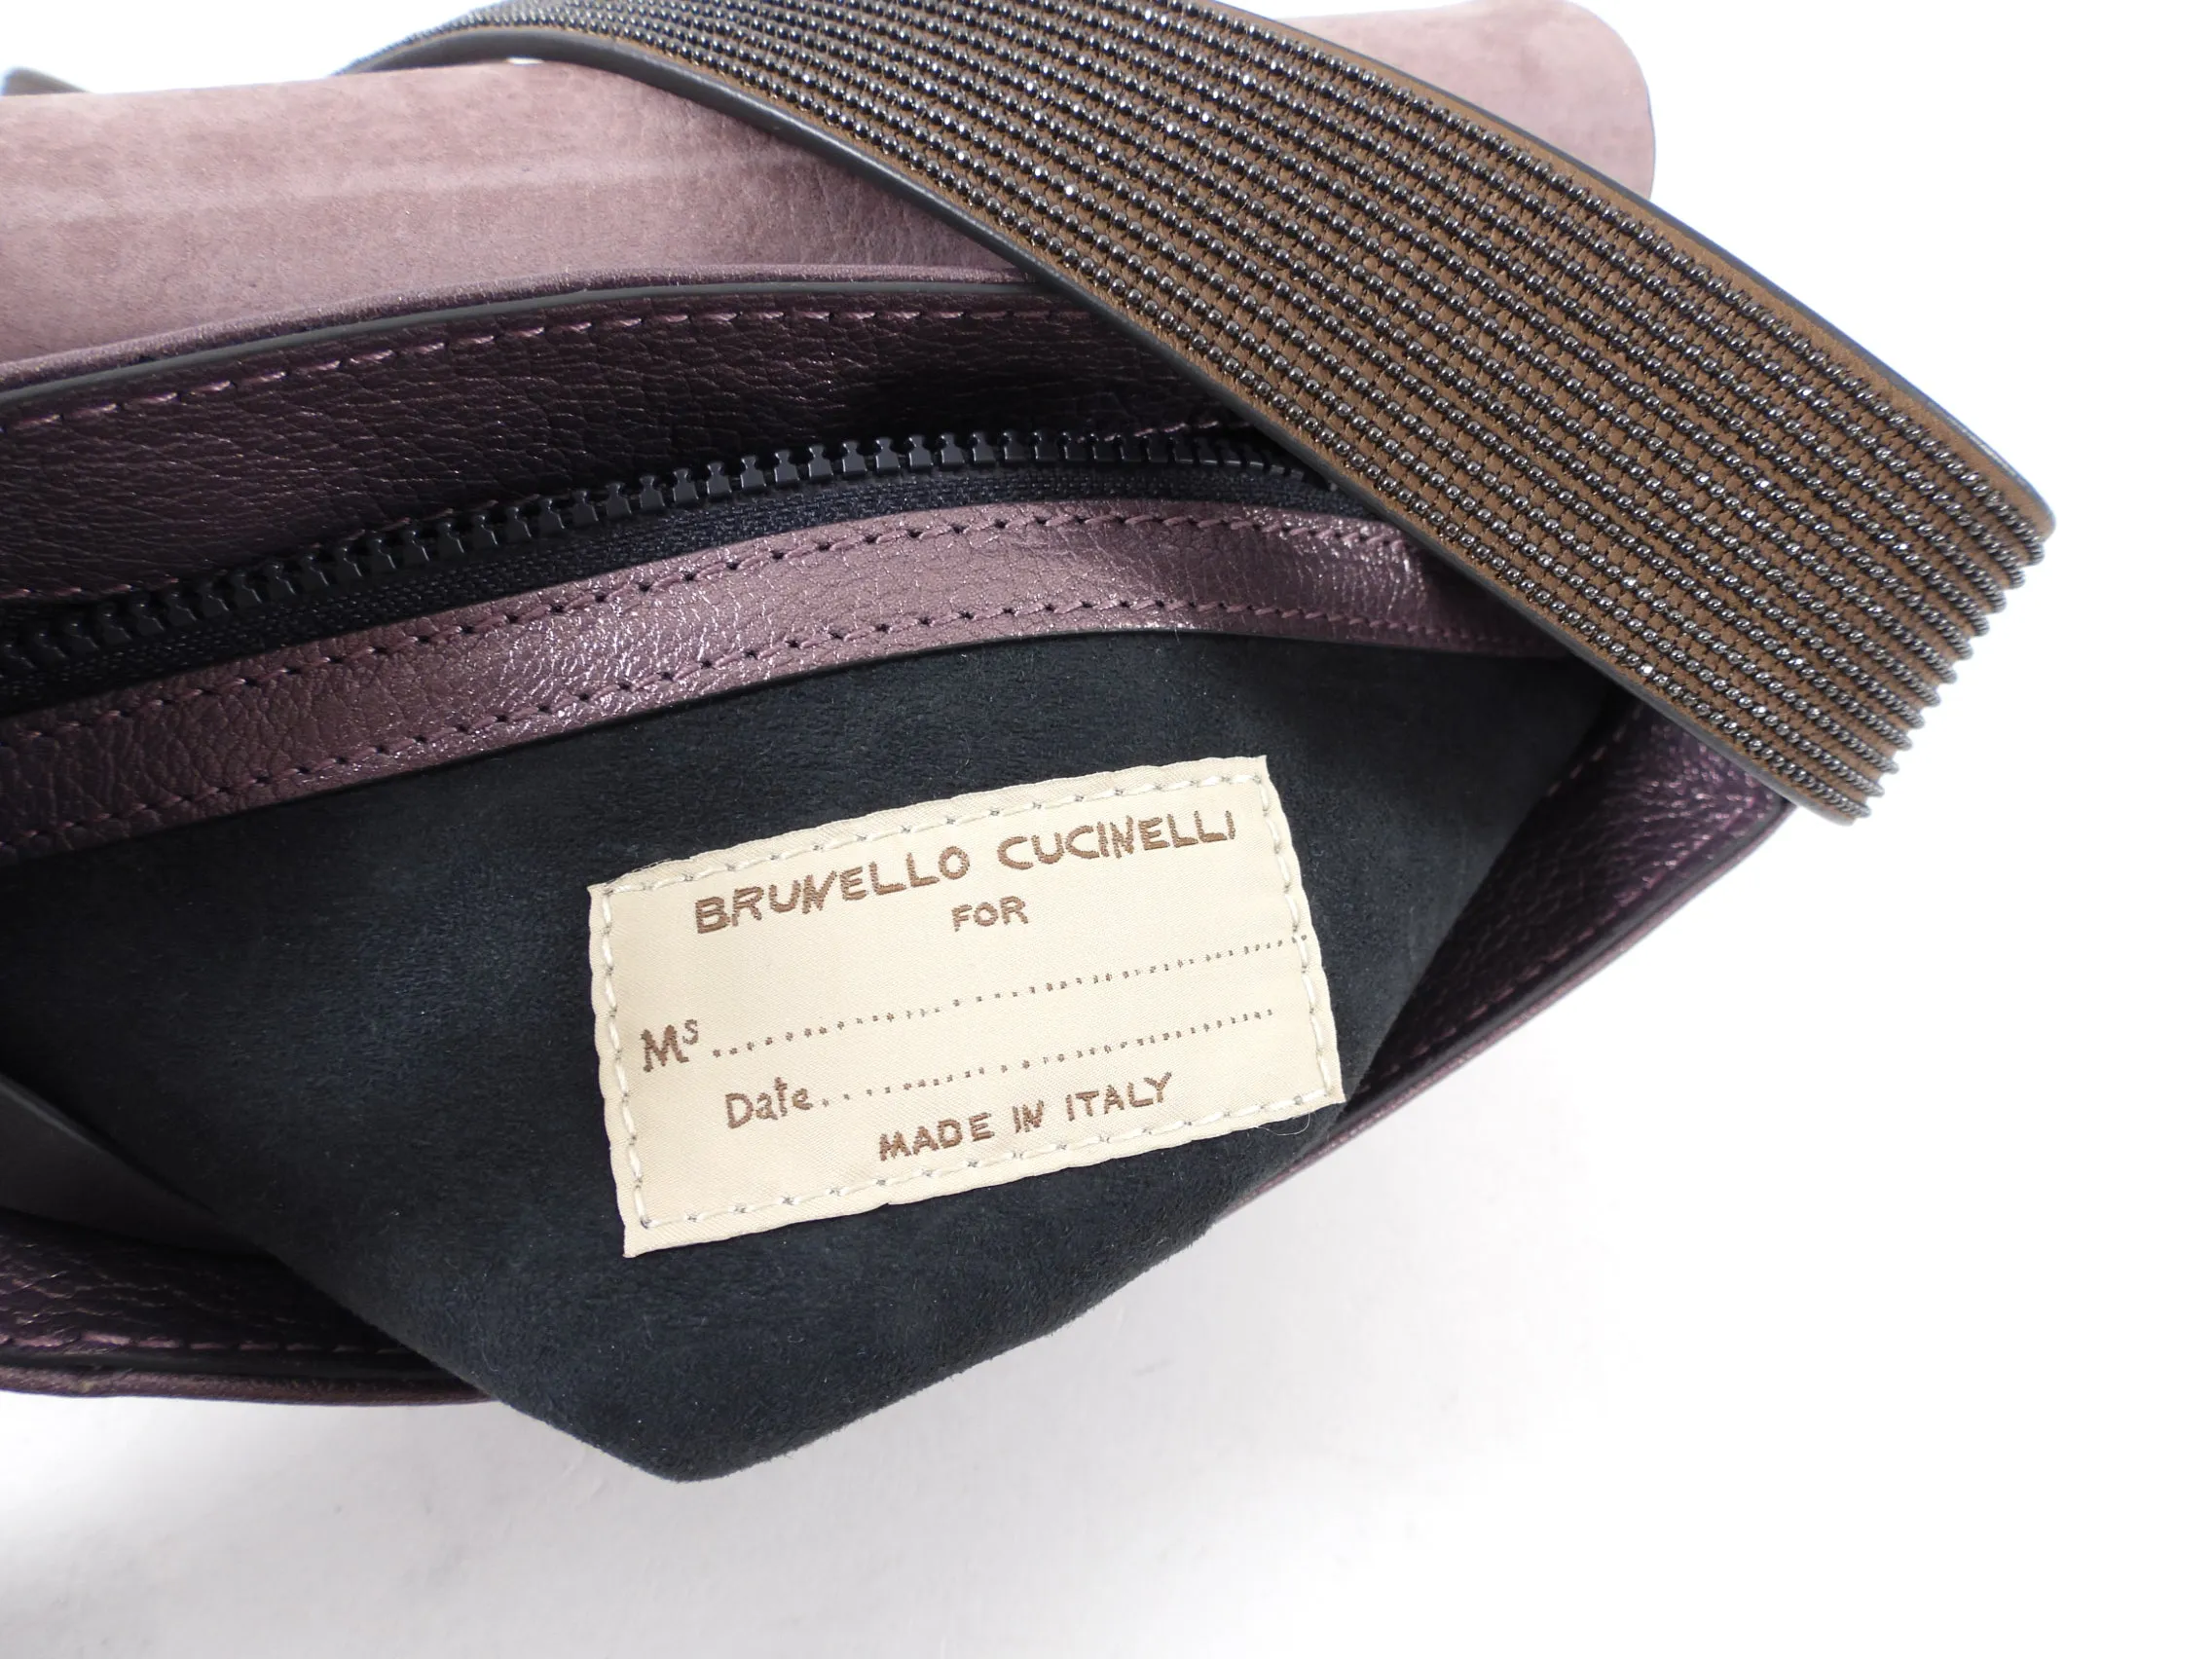 BRUNELLO CUCINELLI
FOR
Ms ........................................
Date ..............................
MADE IN ITALY